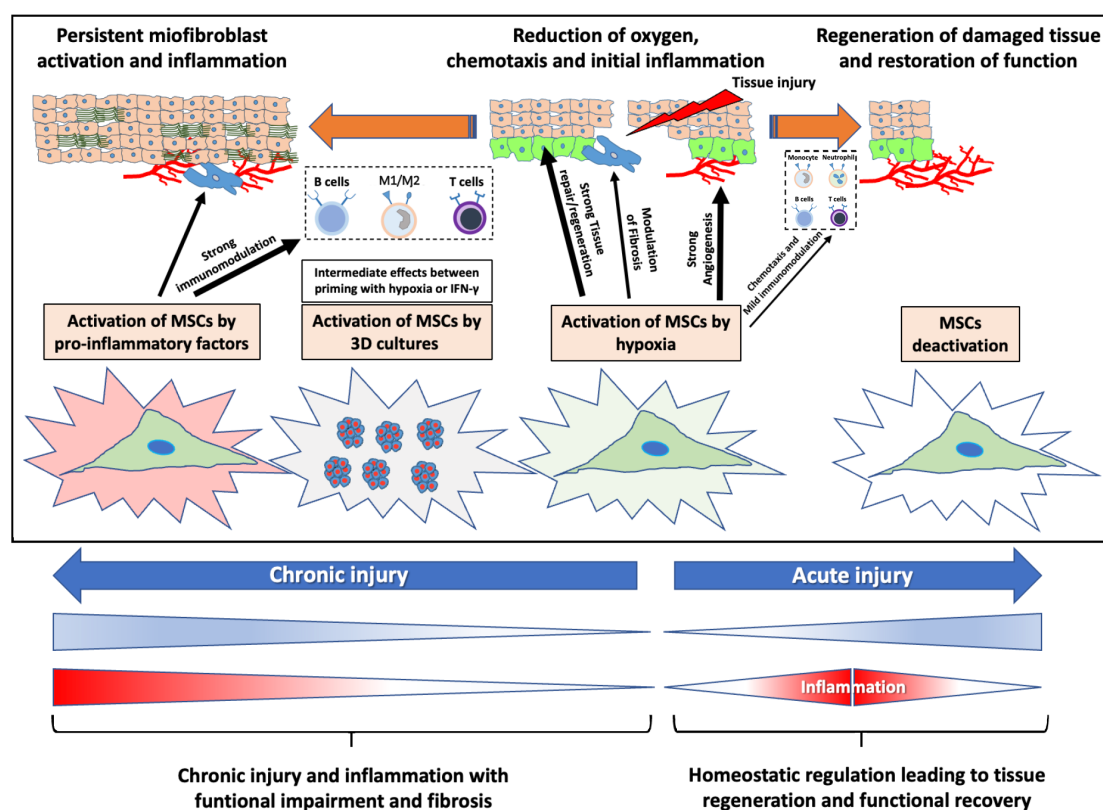 Persistent miofibroblast
activation and inflammation
Reduction of oxygen,
chemotaxis and initial inflammation
Regeneration of damaged tissue
and restoration of function
Tissue injury
B cells
M1/M2
T cells
Strong
immunomodulation
Strong Tissue
repair/regeneration
Modulation
of Fibrosis
Strong
Angiogenesis
Monocyte
Neutrophil
B cells
T cells
Chemotaxis and
Mild immunomodulation
Intermediate effects between
priming with hypoxia or IFN-γ
Activation of MSCs by
pro-inflammatory factors
Activation of MSCs by
3D cultures
Activation of MSCs by
hypoxia
MSCs
deactivation
Chronic injury
Acute injury
Inflammation
Chronic injury and inflammation with
funtional impairment and fibrosis
Homeostatic regulation leading to tissue
regeneration and functional recovery